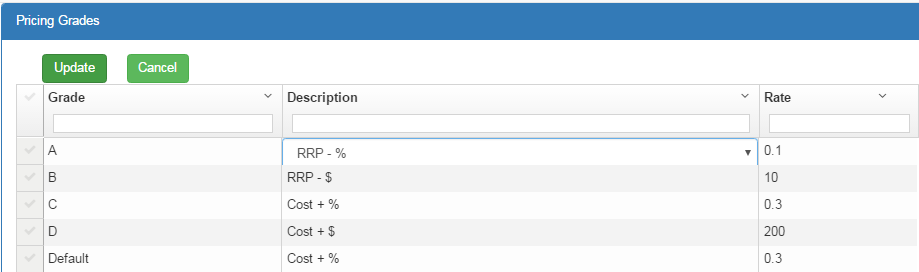 Pricing Grades
Update Cancel
Grade Description Rate
A RRP - % 0.1
B RRP - $ 10
C Cost + % 0.3
D Cost + $ 200
Default Cost + % 0.3